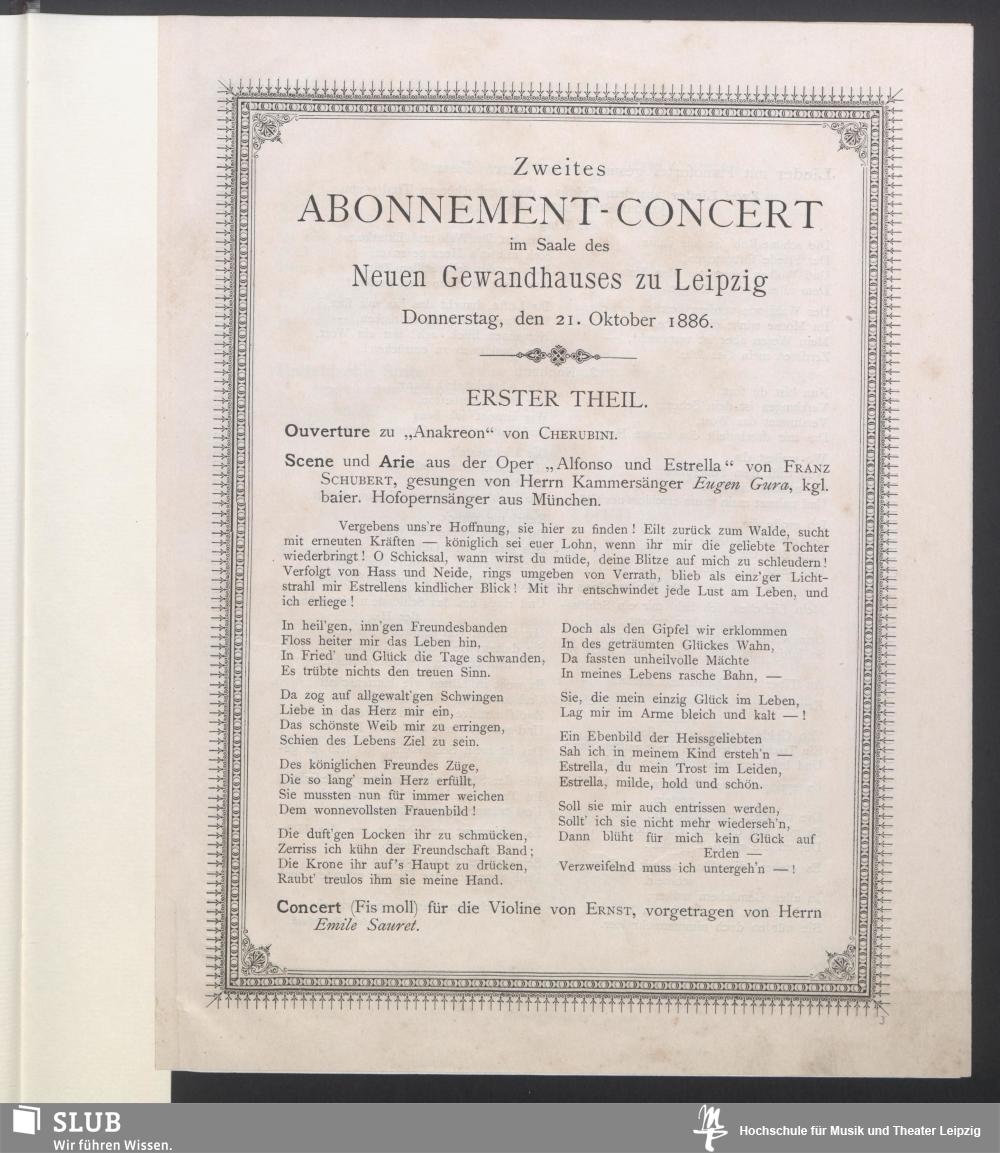 Zweites
ABONNEMENT-CONCERT
im Saale des
Neuen Gewandhauses zu Leipzig
Donnerstag, den 21. Oktober 1886.
ERSTER THEIL.
Ouverture zu „Anakreon“ von CHERUBINI.
Scene und Arie aus der Oper „Alfonso und Estrella“ von FRANZ
SCHUBERT, gesungen von Herrn Kammersänger Eugen Gura, kgl.
baier. Hofopernsänger aus München.
Vergebens uns're Hoffnung, sie hier zu finden! Eilt zurück zum Walde, sucht
mit erneuten Kräften — königlich sei euer Lohn, wenn ihr mir die geliebte Tochter
wiederbringt! O Schicksal, wann wirst du müde, deine Blitze auf mich zu schleudern!
Verfolgt von Hass und Neide, rings umgeben von Verrath, blieb als einz'ger Licht-
strahl mir Estrellens kindlicher Blick! Mit ihr entschwindet jede Lust am Leben, und
ich erliege!
In heil'gen, inn'gen Freundesbanden
Floss heiter mir das Leben hin,
In Fried' und Glück die Tage schwanden,
Es trübte nichts den treuen Sinn.
Da zog auf allgewalt'gen Schwingen
Liebe in das Herz mir ein,
Das schönste Weib mir zu erringen,
Schien des Lebens Ziel zu sein.
Des königlichen Freundes Züge,
Die so lang' mein Herz erfüllt,
Sie mussten nun für immer weichen
Dem wonnevollsten Frauenbild!
Die duft'gen Locken ihr zu schmücken,
Zerriss ich kühn der Freundschaft Band;
Die Krone ihr auf's Haupt zu drücken,
Raubt' treulos ihm sie meine Hand.
Doch als den Gipfel wir erklommen
In des geträumten Glückes Wahn,
Da fassten unheilvolle Mächte
In meines Lebens rasche Bahn, —
Sie, die mein einzig Glück im Leben,
Lag mir im Arme bleich und kalt —!
Ein Ebenbild der Heissgeliebten
Sah ich in meinem Kind ersteh'n —
Estrella, du mein Trost im Leiden,
Estrella, milde, hold und schön.
Soll sie mir auch entrissen werden,
Sollt' ich sie nicht mehr wiederseh'n,
Dann blüht für mich kein Glück auf
Erden —
Verzweifelnd muss ich untergeh'n —!
Concert (Fis moll) für die Violine von ERNST, vorgetragen von Herrn
Emile Sauret.
3
SLUB
Wir führen Wissen.
Hochschule für Musik und Theater Leipzig